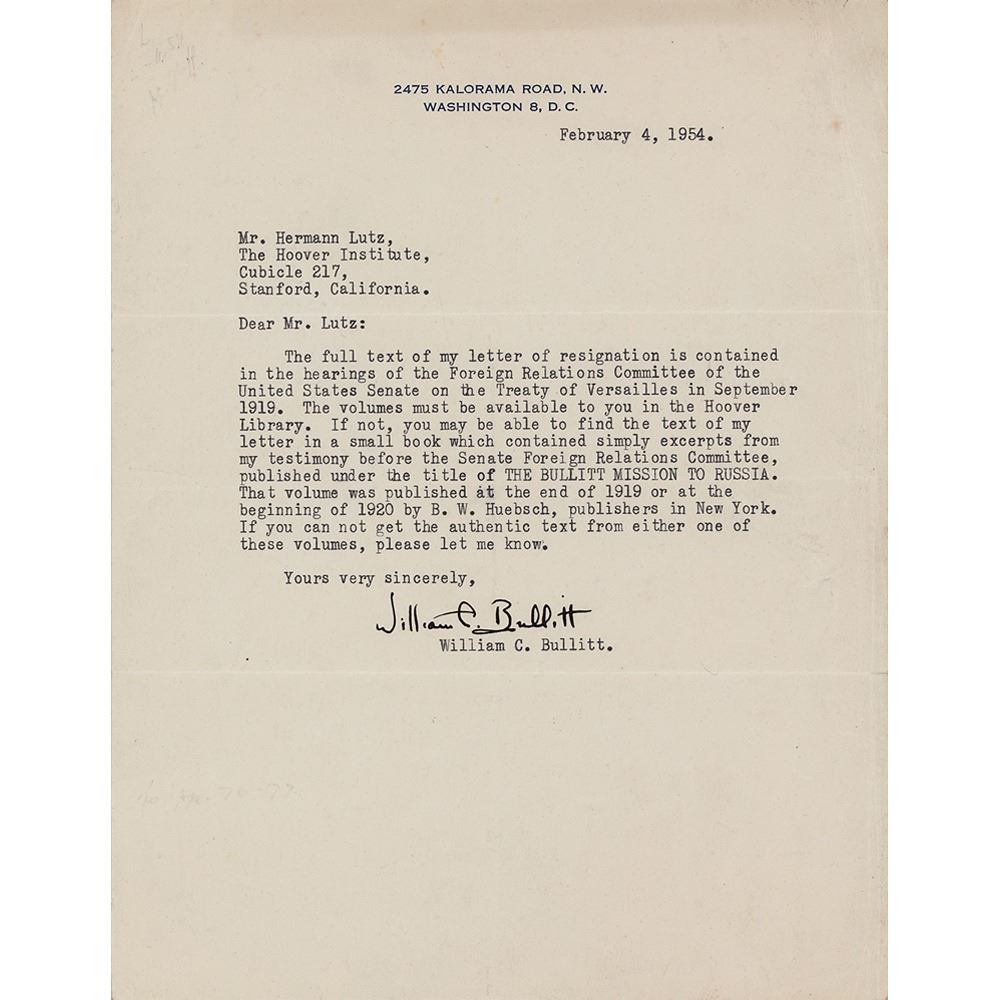 2475 KALORAMA ROAD, N. W.
WASHINGTON 8, D. C.
February 4, 1954.
Mr. Hermann Lutz,
The Hoover Institute,
Cubicle 217,
Stanford, California.
Dear Mr. Lutz:
The full text of my letter of resignation is contained
in the hearings of the Foreign Relations Committee of the
United States Senate on the Treaty of Versailles in September
1919. The volumes must be available to you in the Hoover
Library. If not, you may be able to find the text of my
letter in a small book which contained simply excerpts from
my testimony before the Senate Foreign Relations Committee,
published under the title of THE BULLITT MISSION TO RUSSIA.
That volume was published at the end of 1919 or at the
beginning of 1920 by B. W. Huebsch, publishers in New York.
If you can not get the authentic text from either one of
these volumes, please let me know.
Yours very sincerely,
William C. Bullitt
William C. Bullitt.